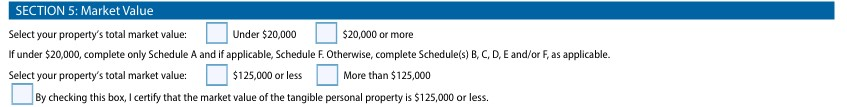 SECTION 5: Market Value
Select your property's total market value: Under $20,000 $20,000 or more
If under $20,000, complete only Schedule A and if applicable, Schedule F. Otherwise, complete Schedule(s) B, C, D, E and/or F, as applicable.
Select your property's total market value: $125,000 or less More than $125,000
By checking this box, I certify that the market value of the tangible personal property is $125,000 or less.